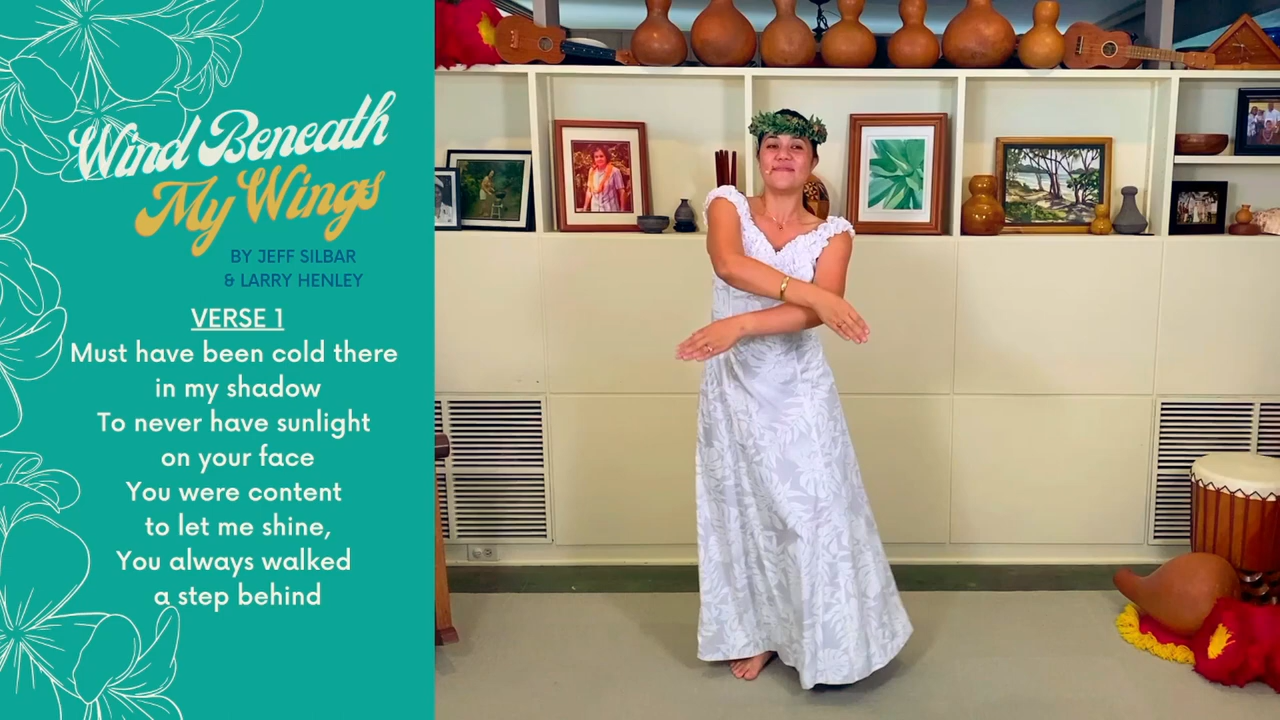 Wind Beneath
My Wings
BY JEFF SILBAR
& LARRY HENLEY
VERSE 1
Must have been cold there
in my shadow
To never have sunlight
on your face
You were content
to let me shine,
You always walked
a step behind